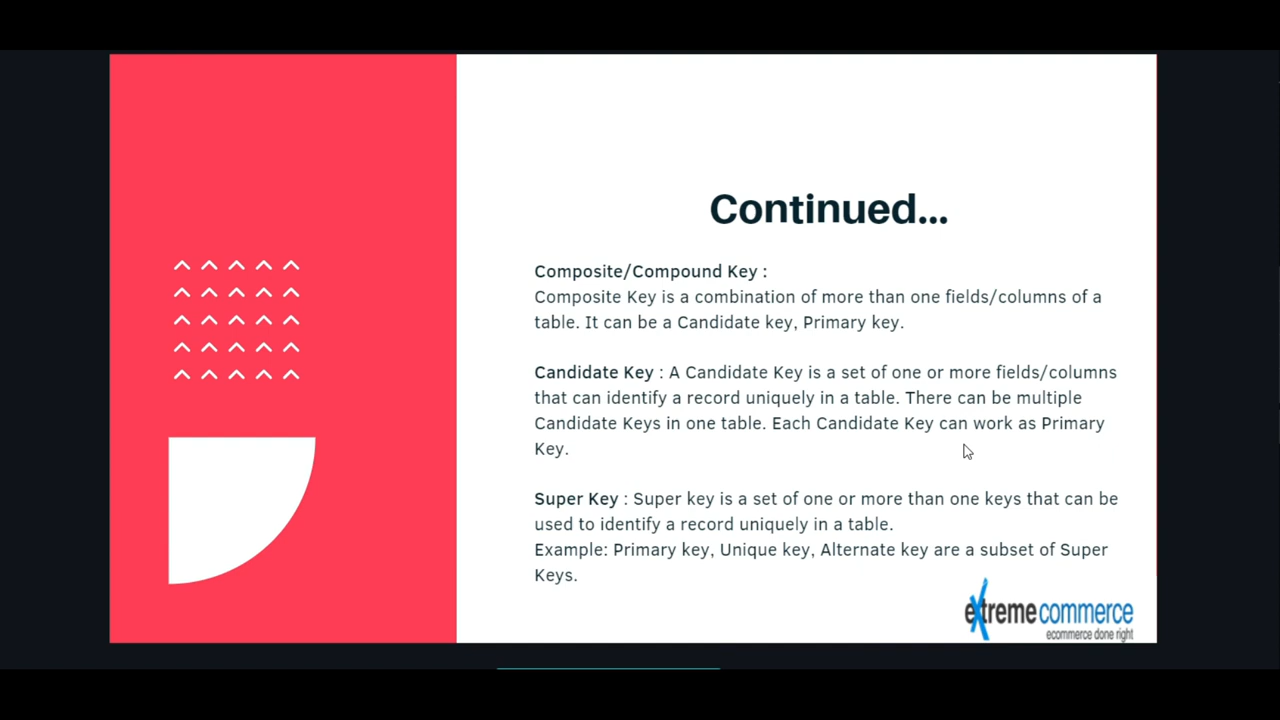 Continued...
Composite/Compound Key :
Composite Key is a combination of more than one fields/columns of a
table. It can be a Candidate key, Primary key.
Candidate Key : A Candidate Key is a set of one or more fields/columns
that can identify a record uniquely in a table. There can be multiple
Candidate Keys in one table. Each Candidate Key can work as Primary
Key.
Super Key : Super key is a set of one or more than one keys that can be
used to identify a record uniquely in a table.
Example: Primary key, Unique key, Alternate key are a subset of Super
Keys.
extreme commerce
ecommerce done right